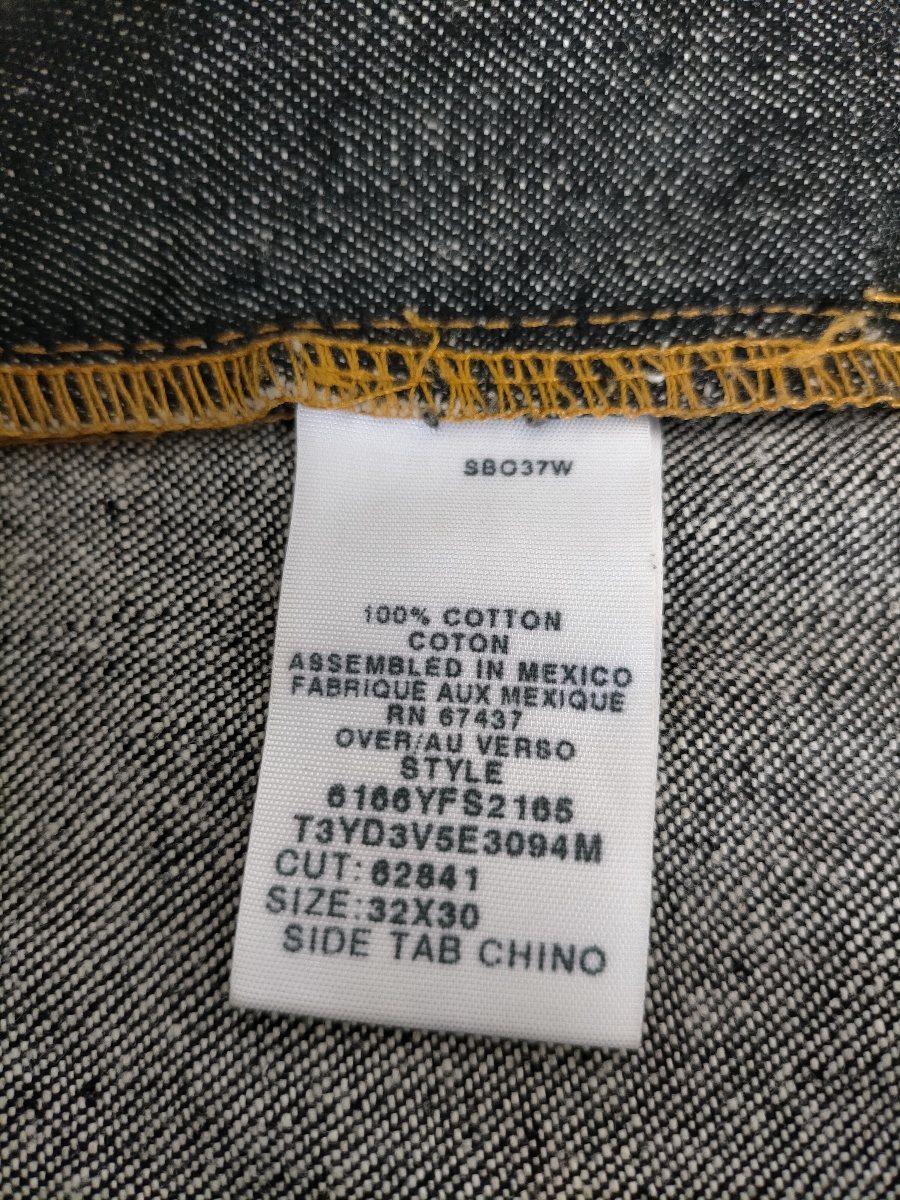 SBO37W
100% COTTON
COTON
ASSEMBLED IN MEXICO
FABRIQUE AUX MEXIQUE
RN 67437
OVER/AU VERSO
STYLE
6166YFS2165
T3YD3V5E3094M
CUT: 62841
SIZE:32X30
SIDE TAB CHINO